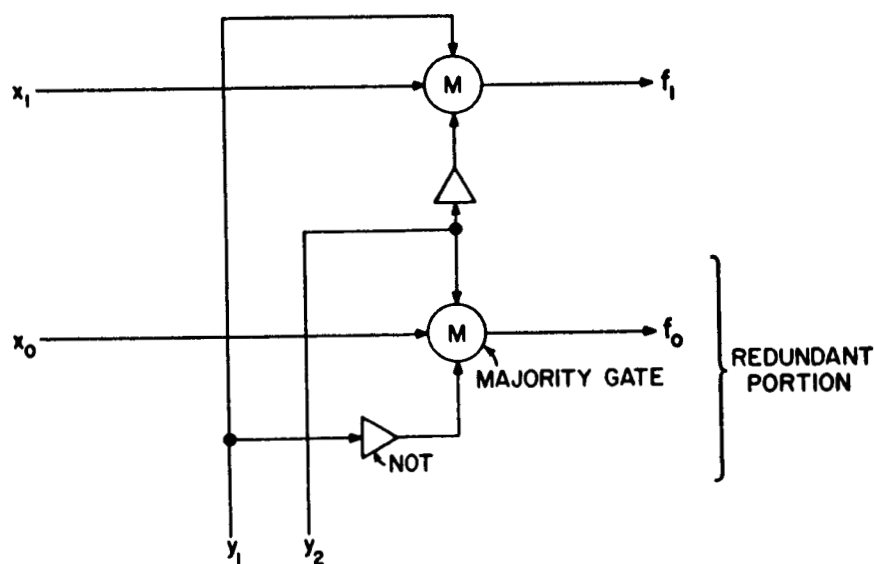 M
x₁
f₁
x₀
M
f₀
MAJORITY GATE
REDUNDANT
PORTION
NOT
y₁
y₂